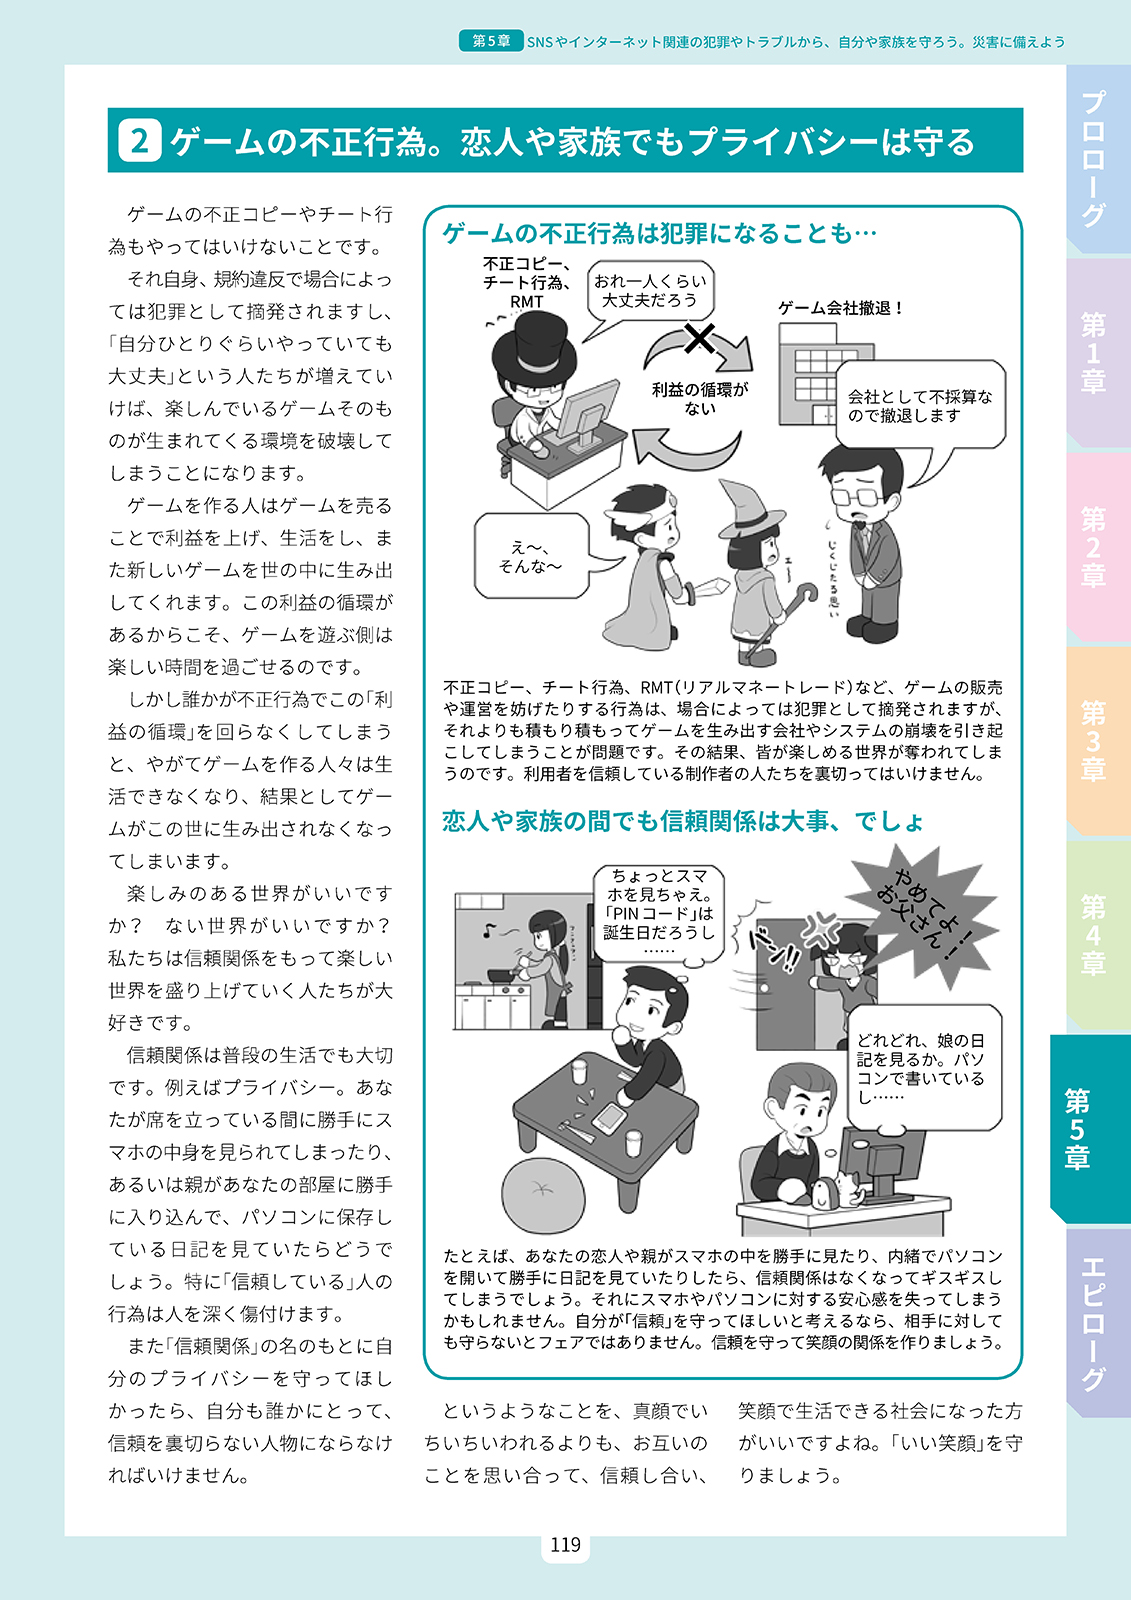 第5章 SNSやインターネット関連の犯罪やトラブルから、自分や家族を守ろう。災害に備えよう
2 ゲームの不正行為。恋人や家族でもプライバシーは守る
ゲームの不正コピーやチート行
為もやってはいけないことです。
それ自身、規約違反で場合によっ
ては犯罪として摘発されますし、
「自分ひとりぐらいやっていても
大丈夫」という人たちが増えてい
けば、楽しんでいるゲームそのも
のが生まれてくる環境を破壊して
しまうことになります。
ゲームを作る人はゲームを売る
ことで利益を上げ、生活をし、ま
た新しいゲームを世の中に生み出
してくれます。この利益の循環が
あるからこそ、ゲームを遊ぶ側は
楽しい時間を過ごせるのです。
しかし誰かが不正行為でこの「利
益の循環」を回らなくしてしまう
と、やがてゲームを作る人々は生
活できなくなり、結果としてゲー
ムがこの世に生み出されなくなっ
てしまいます。
楽しみのある世界がいいです
か？　ない世界がいいですか？
私たちは信頼関係をもって楽しい
世界を盛り上げていく人たちが大
好きです。
信頼関係は普段の生活でも大切
です。例えばプライバシー。あな
たが席を立っている間に勝手にス
マホの中身を見られてしまったり、
あるいは親があなたの部屋に勝手
に入り込んで、パソコンに保存し
ている日記を見ていたらどうで
しょう。特に「信頼している」人の
行為は人を深く傷付けます。
また「信頼関係」の名のもとに自
分のプライバシーを守ってほし
かったら、自分も誰かにとって、
信頼を裏切らない人物にならなけ
ればいけません。
ゲームの不正行為は犯罪になることも…
不正コピー、
チート行為、
RMT
おれ一人くらい
大丈夫だろう
ゲーム会社撤退！
利益の循環が
ない
会社として不採算な
ので撤退します
え〜、
そんな〜
エ〜
じくじたる思い
不正コピー、チート行為、RMT(リアルマネートレード)など、ゲームの販売
や運営を妨げたりする行為は、場合によっては犯罪として摘発されますが、
それよりも積もり積もってゲームを生み出す会社やシステムの崩壊を引き起
こしてしまうことが問題です。その結果、皆が楽しめる世界が奪われてしま
うのです。利用者を信頼している制作者の人たちを裏切ってはいけません。
恋人や家族の間でも信頼関係は大事、でしょ
ちょっとスマ
ホを見ちゃえ。
「PINコード」は
誕生日だろうし
……
ドン!!
やめてよ！
お父さん！
どれどれ、娘の日
記を見るか。パソ
コンで書いている
し……
たとえば、あなたの恋人や親がスマホの中を勝手に見たり、内緒でパソコン
を開いて勝手に日記を見ていたりしたら、信頼関係はなくなってギスギスし
てしまうでしょう。それにスマホやパソコンに対する安心感を失ってしまう
かもしれません。自分が「信頼」を守ってほしいと考えるなら、相手に対して
も守らないとフェアではありません。信頼を守って笑顔の関係を作りましょう。
というようなことを、真顔でい
ちいちいわれるよりも、お互いの
ことを思い合って、信頼し合い、
笑顔で生活できる社会になった方
がいいですよね。「いい笑顔」を守
りましょう。
プロローグ
第1章
第2章
第3章
第4章
第5章
エピローグ
119